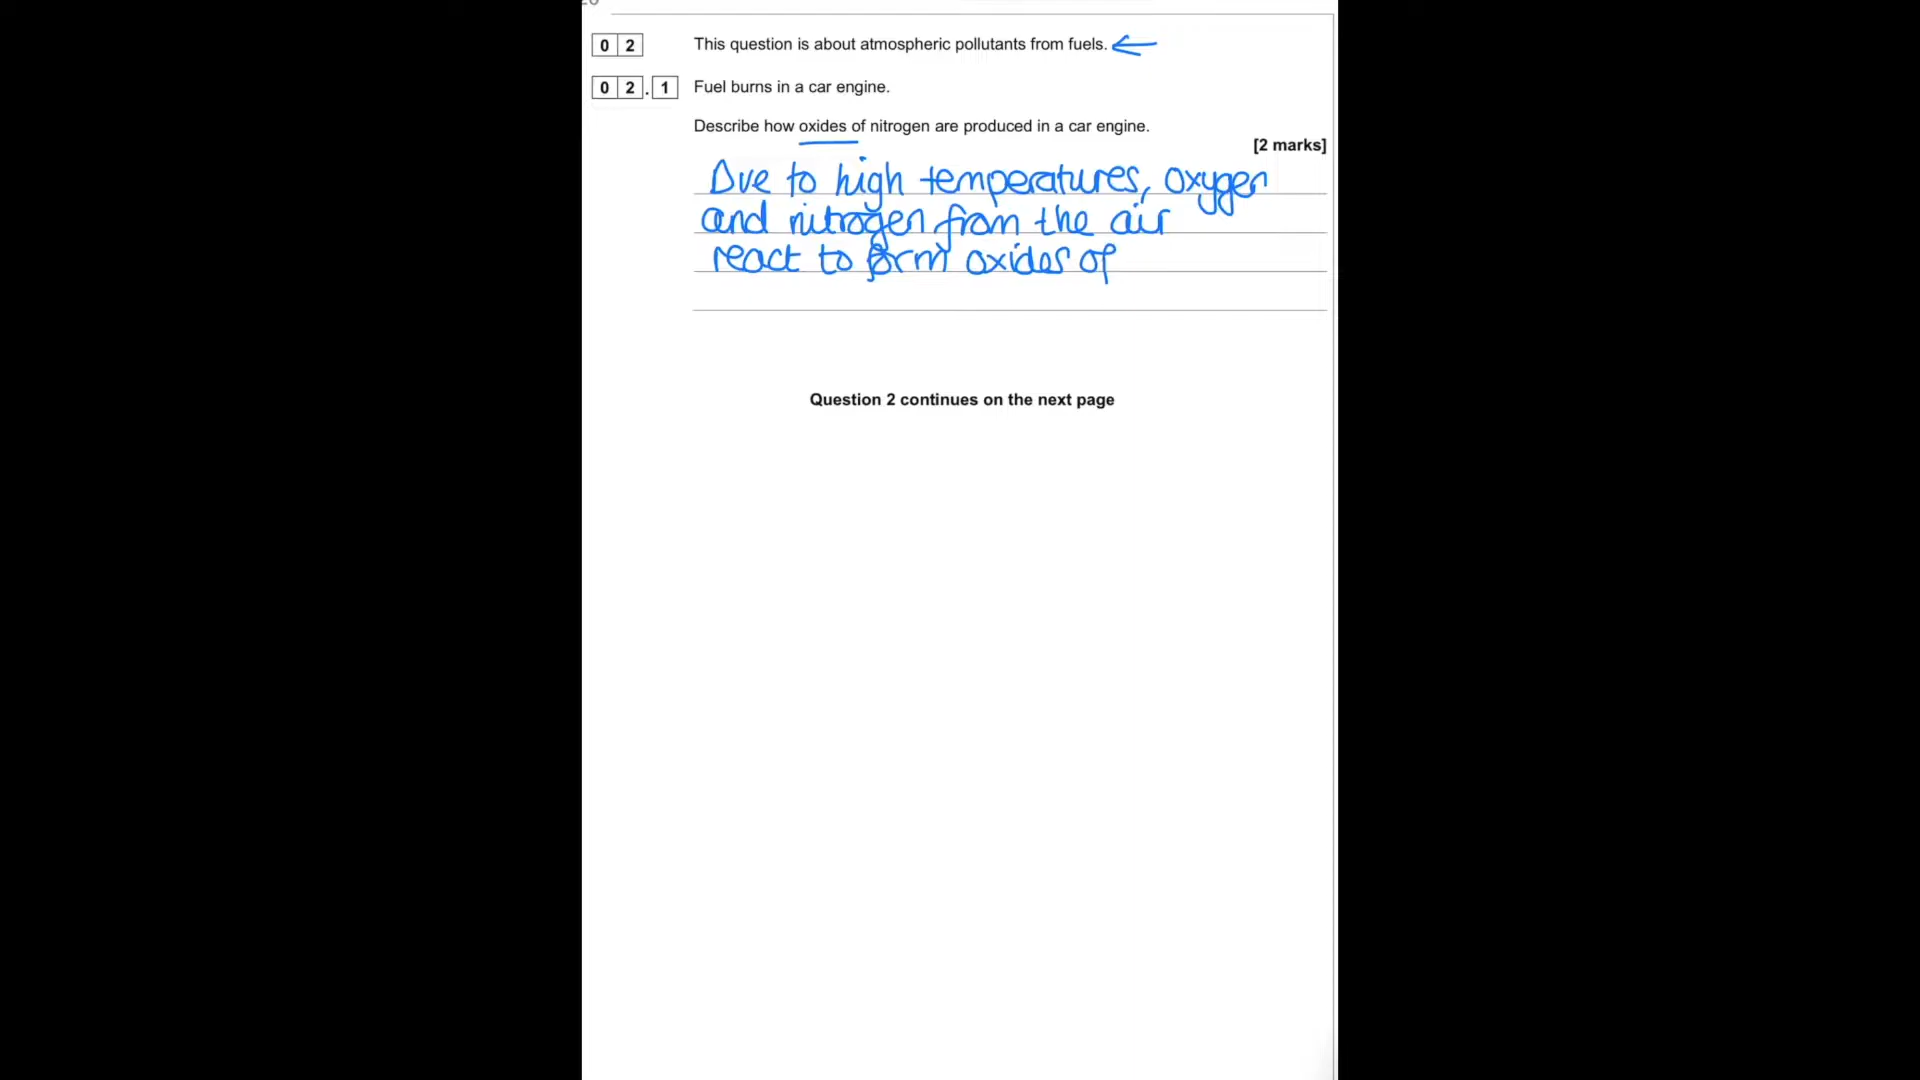 0 2 This question is about atmospheric pollutants from fuels.
0 2 . 1 Fuel burns in a car engine.
Describe how oxides of nitrogen are produced in a car engine.
[2 marks]
Due to high temperatures, oxygen
and nitrogen from the air
react to form oxides of
Question 2 continues on the next page